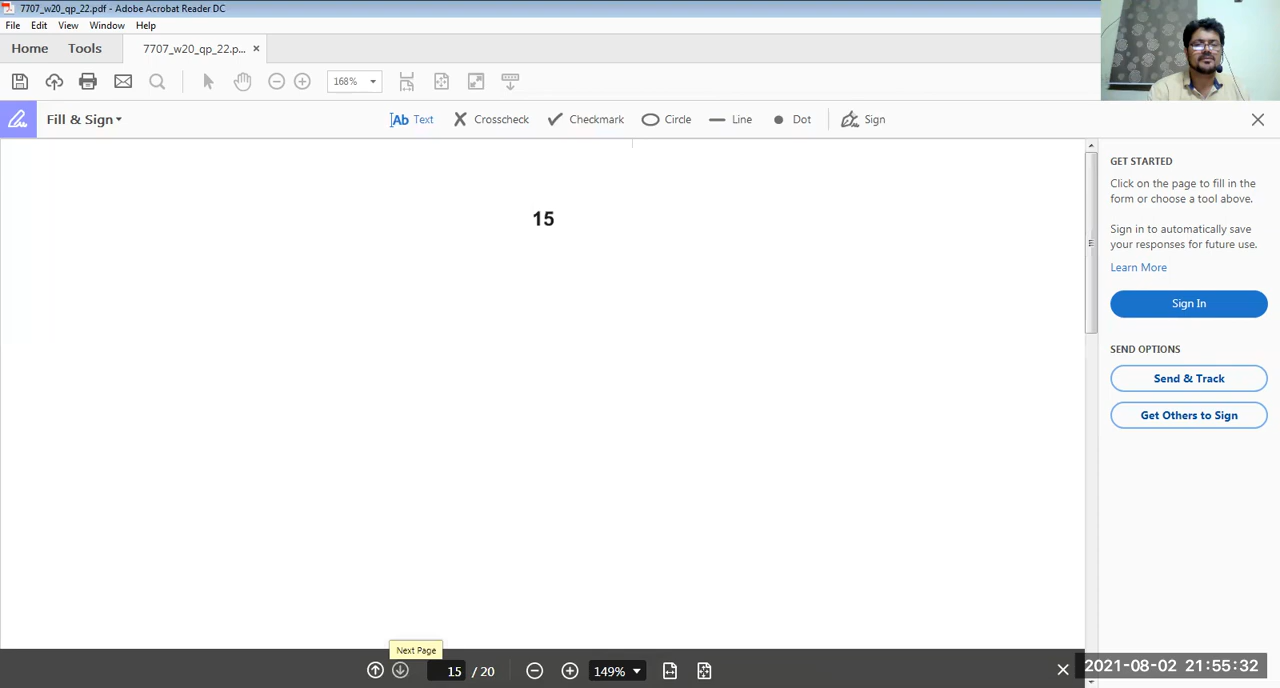 7707_w20_qp_22.pdf - Adobe Acrobat Reader DC
File Edit View Window Help
Home Tools 7707_w20_qp_22.p... ×
168%
Fill & Sign Ab Text Crosscheck Checkmark Circle Line Dot Sign
15
GET STARTED
Click on the page to fill in the
form or choose a tool above.
Sign in to automatically save
your responses for future use.
Learn More
Sign In
SEND OPTIONS
Send & Track
Get Others to Sign
Next Page
15 / 20 149%
2021-08-02 21:55:32